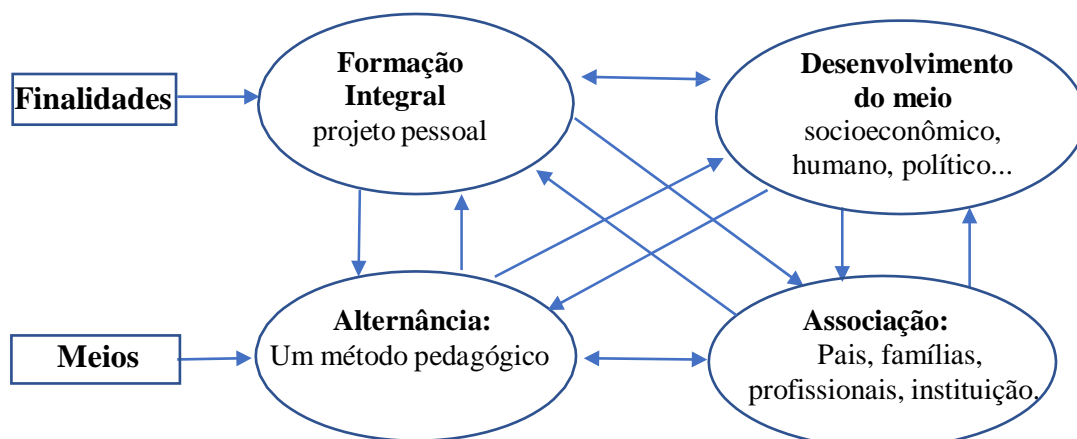 Finalidades
Formação
Integral
projeto pessoal
Desenvolvimento
do meio
socioeconômico,
humano, político...
Meios
Alternância:
Um método pedagógico
Associação:
Pais, famílias,
profissionais, instituição.